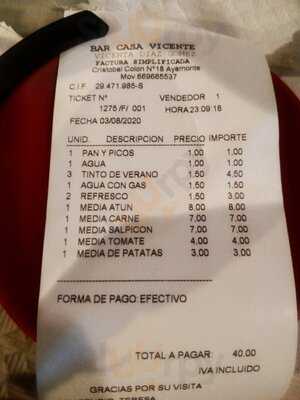 BAR CASA VICENTE
VICENTA DIAZ
FACTURA SIMPLIFICADA
Cristobal Colon Nº18 Ayamonte
Mov 669665537
C.I.F. 29.471.985-S
TICKET Nº VENDEDOR 1
1275 /F/ 001 HORA 23:09:16
FECHA 03/08/2020
UNID. DESCRIPCION PRECIO IMPORTE
1 PAN Y PICOS 1,00 1,00
1 AGUA 1,00 1,00
3 TINTO DE VERANO 1,50 4,50
1 AGUA CON GAS 1,50 1,50
2 REFRESCO 1,50 3,00
1 MEDIA ATUN 8,00 8,00
1 MEDIA CARNE 7,00 7,00
1 MEDIA SALPICON 7,00 7,00
1 MEDIA TOMATE 4,00 4,00
1 MEDIA DE PATATAS 3,00 3,00
FORMA DE PAGO: EFECTIVO
TOTAL A PAGAR: 40,00
IVA INCLUIDO
GRACIAS POR SU VISITA
TERESA